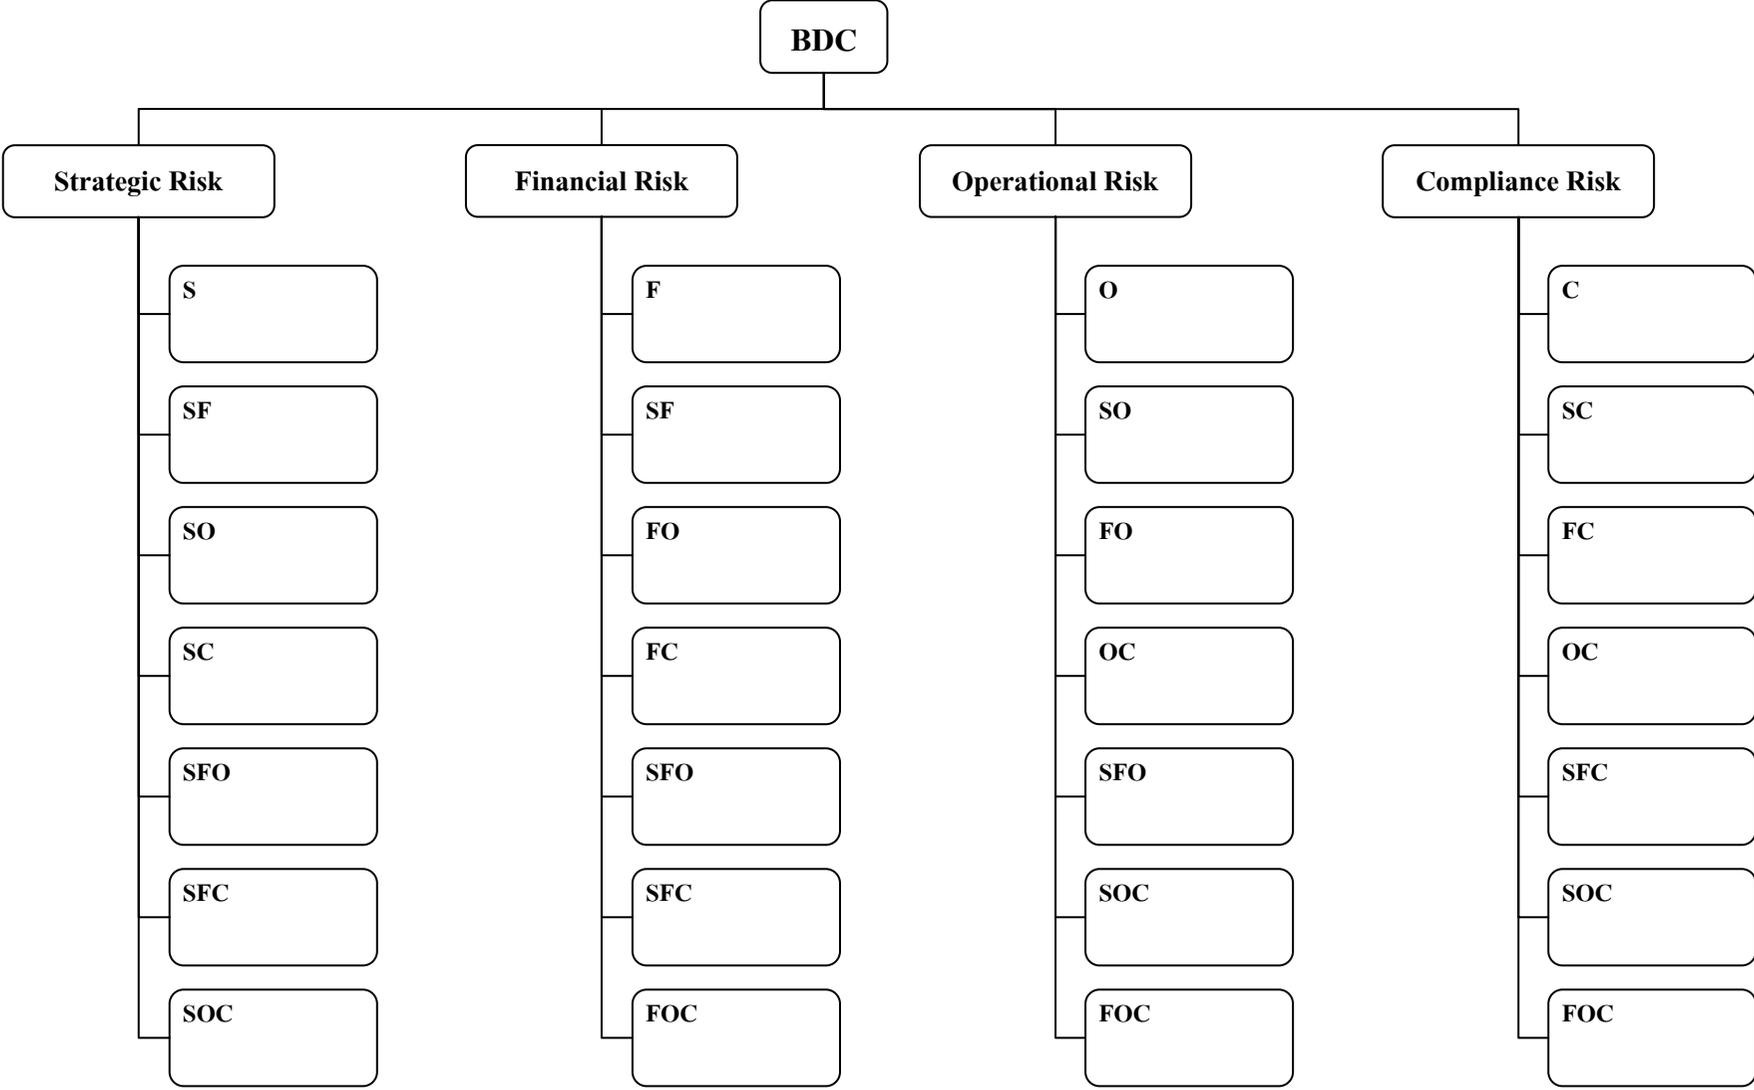 BDC
Strategic Risk
Financial Risk
Operational Risk
Compliance Risk
S
F
O
C
SF
SF
SO
SC
SO
FO
FO
FC
SC
FC
OC
OC
SFO
SFO
SFO
SFC
SFC
SFC
SOC
SOC
SOC
FOC
FOC
FOC